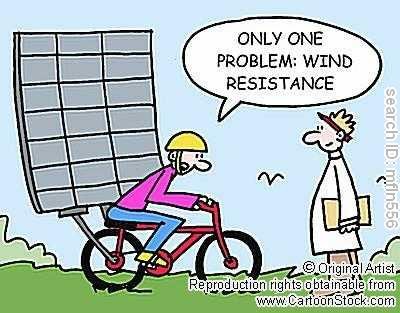 ONLY ONE
PROBLEM: WIND
RESISTANCE
search ID: mfln556
© Original Artist
Reproduction rights obtainable from
www.CartoonStock.com